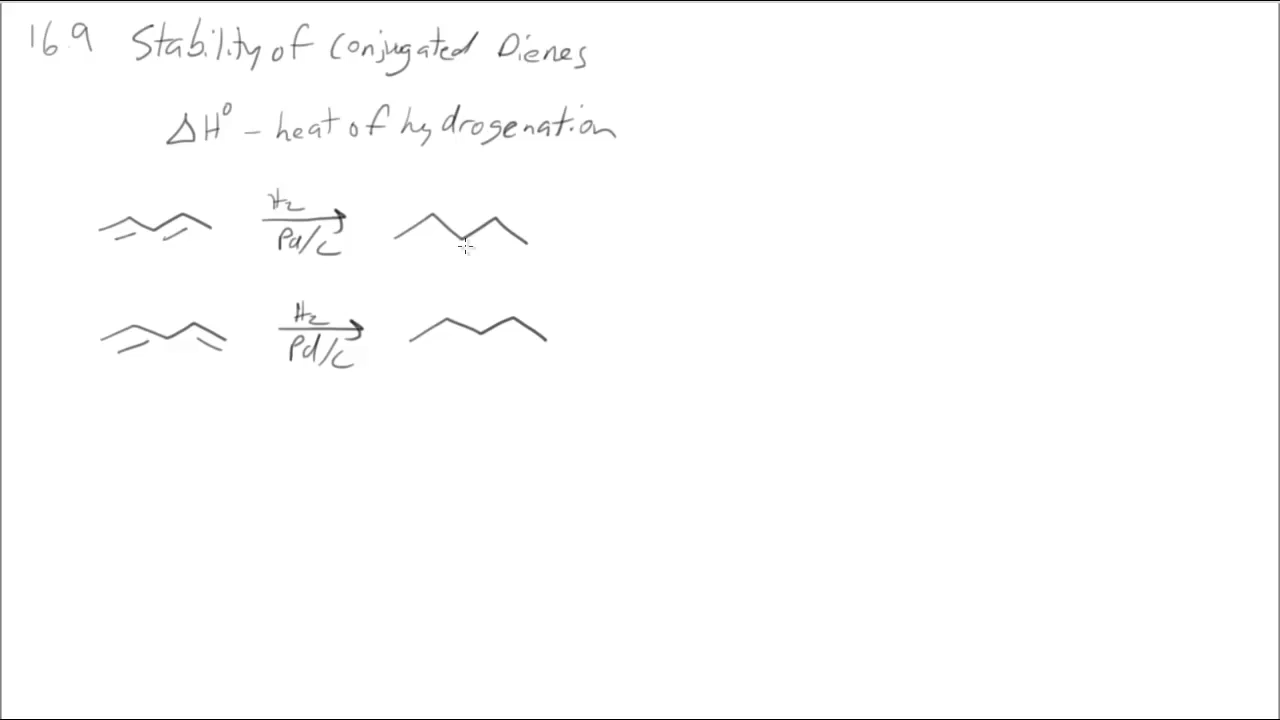 16.9 Stability of Conjugated Dienes
ΔH° - heat of hydrogenation
H2
Pd/C
H2
Pd/C